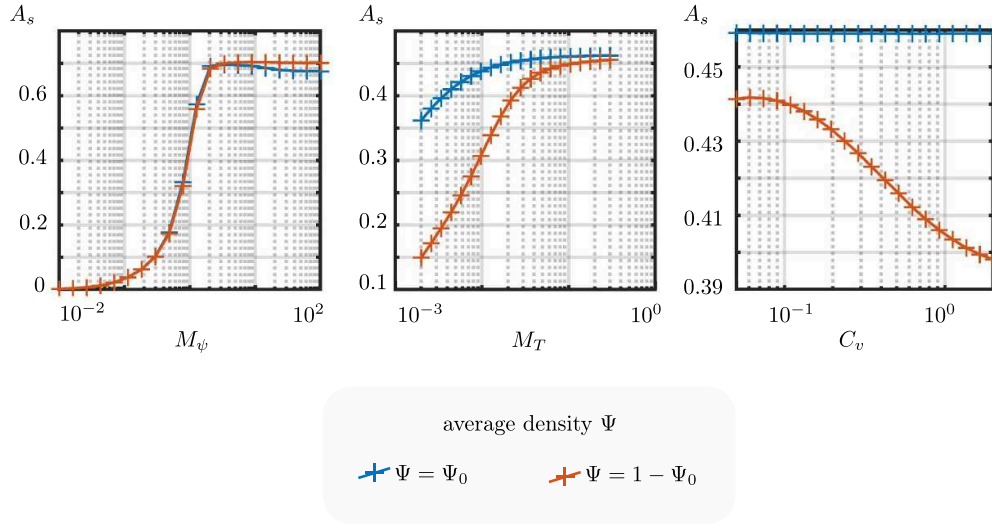 A_s
0.6
0.4
0.2
0
10^{-2}
10^2
M_ψ
A_s
0.4
0.3
0.2
0.1
10^{-3}
10^0
M_T
A_s
0.45
0.43
0.41
0.39
10^{-1}
10^0
C_v
average density Ψ
Ψ = Ψ_0
Ψ = 1 − Ψ_0